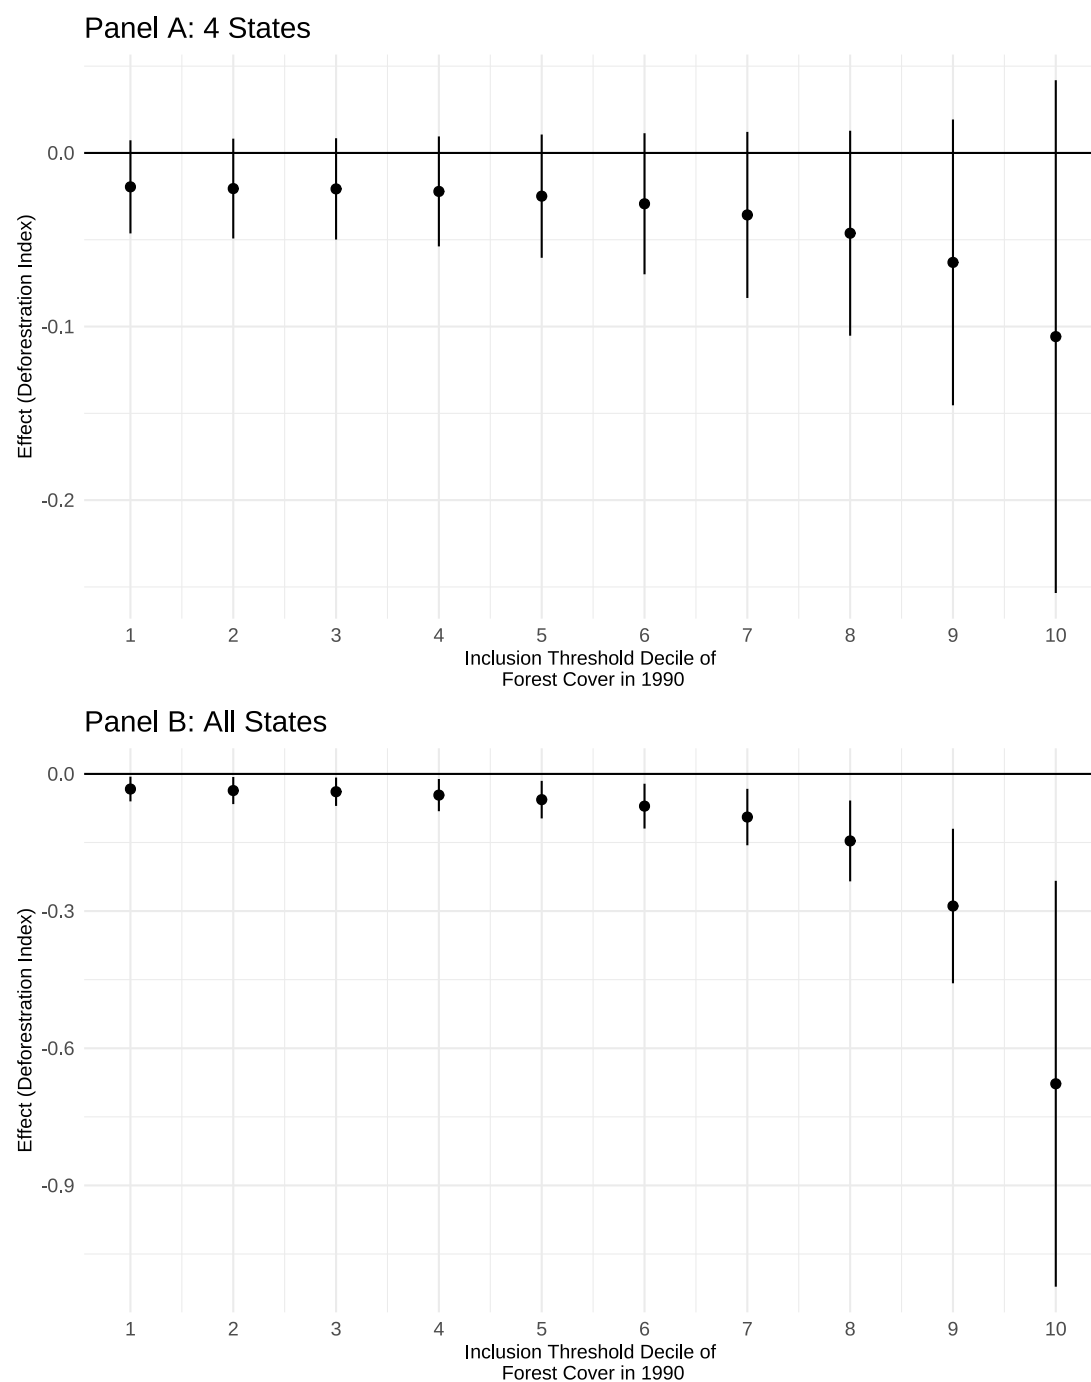 Panel A: 4 States
Effect (Deforestration Index)
0.0
-0.1
-0.2
1 2 3 4 5 6 7 8 9 10
Inclusion Threshold Decile of
Forest Cover in 1990
Panel B: All States
Effect (Deforestration Index)
0.0
-0.3
-0.6
-0.9
1 2 3 4 5 6 7 8 9 10
Inclusion Threshold Decile of
Forest Cover in 1990